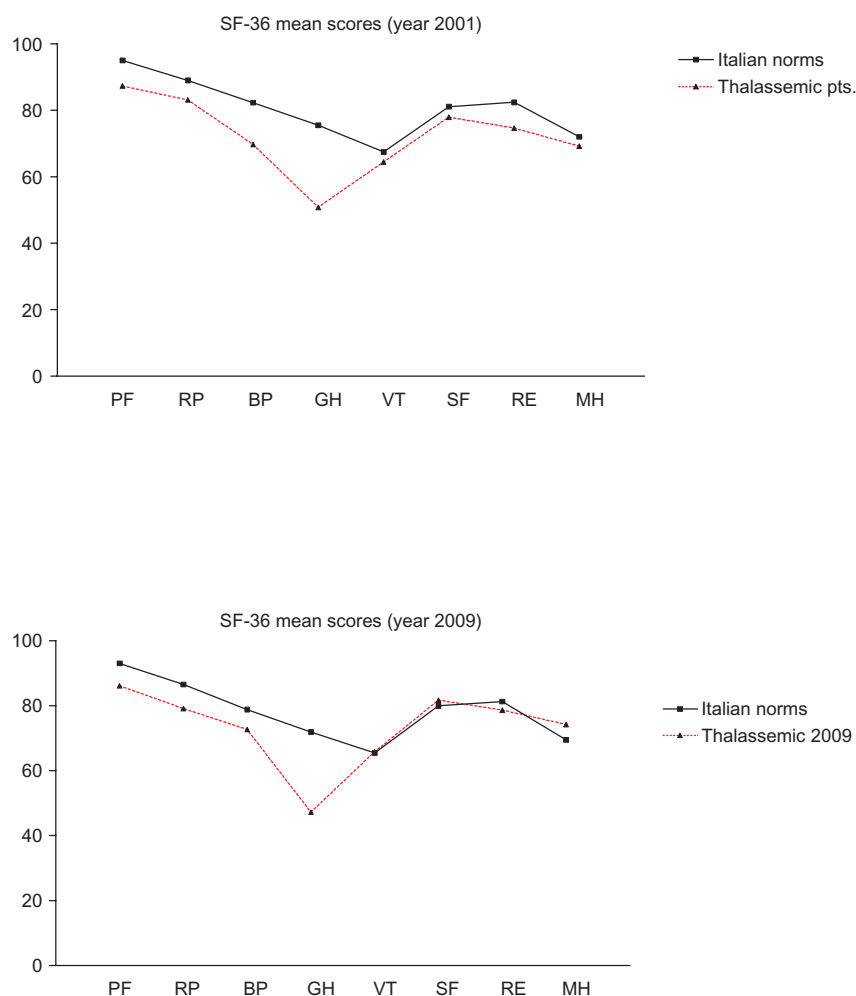 SF-36 mean scores (year 2001)
100
80
60
40
20
0
PF RP BP GH VT SF RE MH
Italian norms
Thalassemic pts.
SF-36 mean scores (year 2009)
100
80
60
40
20
0
PF RP BP GH VT SF RE MH
Italian norms
Thalassemic 2009